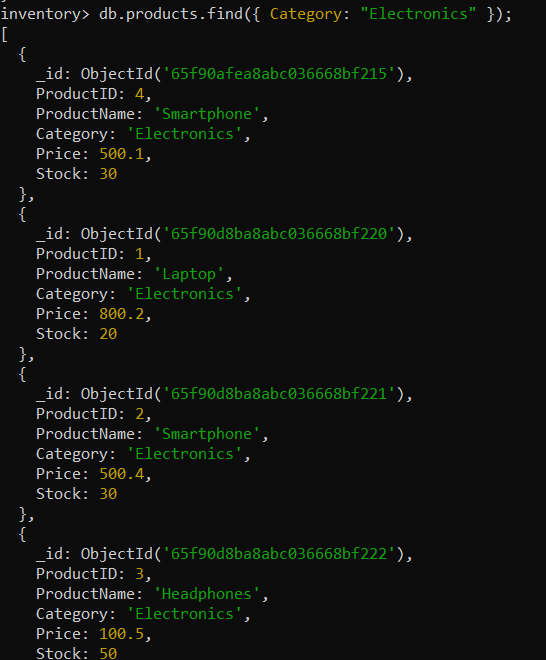 inventory> db.products.find({ Category: "Electronics" });
[
  {
    _id: ObjectId('65f90afea8abc036668bf215'),
    ProductID: 4,
    ProductName: 'Smartphone',
    Category: 'Electronics',
    Price: 500.1,
    Stock: 30
  },
  {
    _id: ObjectId('65f90d8ba8abc036668bf220'),
    ProductID: 1,
    ProductName: 'Laptop',
    Category: 'Electronics',
    Price: 800.2,
    Stock: 20
  },
  {
    _id: ObjectId('65f90d8ba8abc036668bf221'),
    ProductID: 2,
    ProductName: 'Smartphone',
    Category: 'Electronics',
    Price: 500.4,
    Stock: 30
  },
  {
    _id: ObjectId('65f90d8ba8abc036668bf222'),
    ProductID: 3,
    ProductName: 'Headphones',
    Category: 'Electronics',
    Price: 100.5,
    Stock: 50